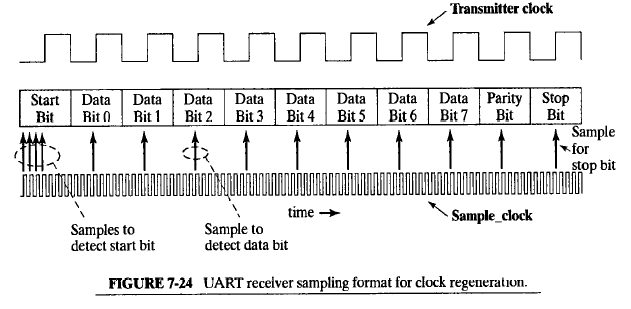 Transmitter clock
Start Bit
Data Bit 0
Data Bit 1
Data Bit 2
Data Bit 3
Data Bit 4
Data Bit 5
Data Bit 6
Data Bit 7
Parity Bit
Stop Bit
Sample for stop bit
Samples to detect start bit
Sample to detect data bit
time
Sample_clock
FIGURE 7-24 UART receiver sampling format for clock regeneration.